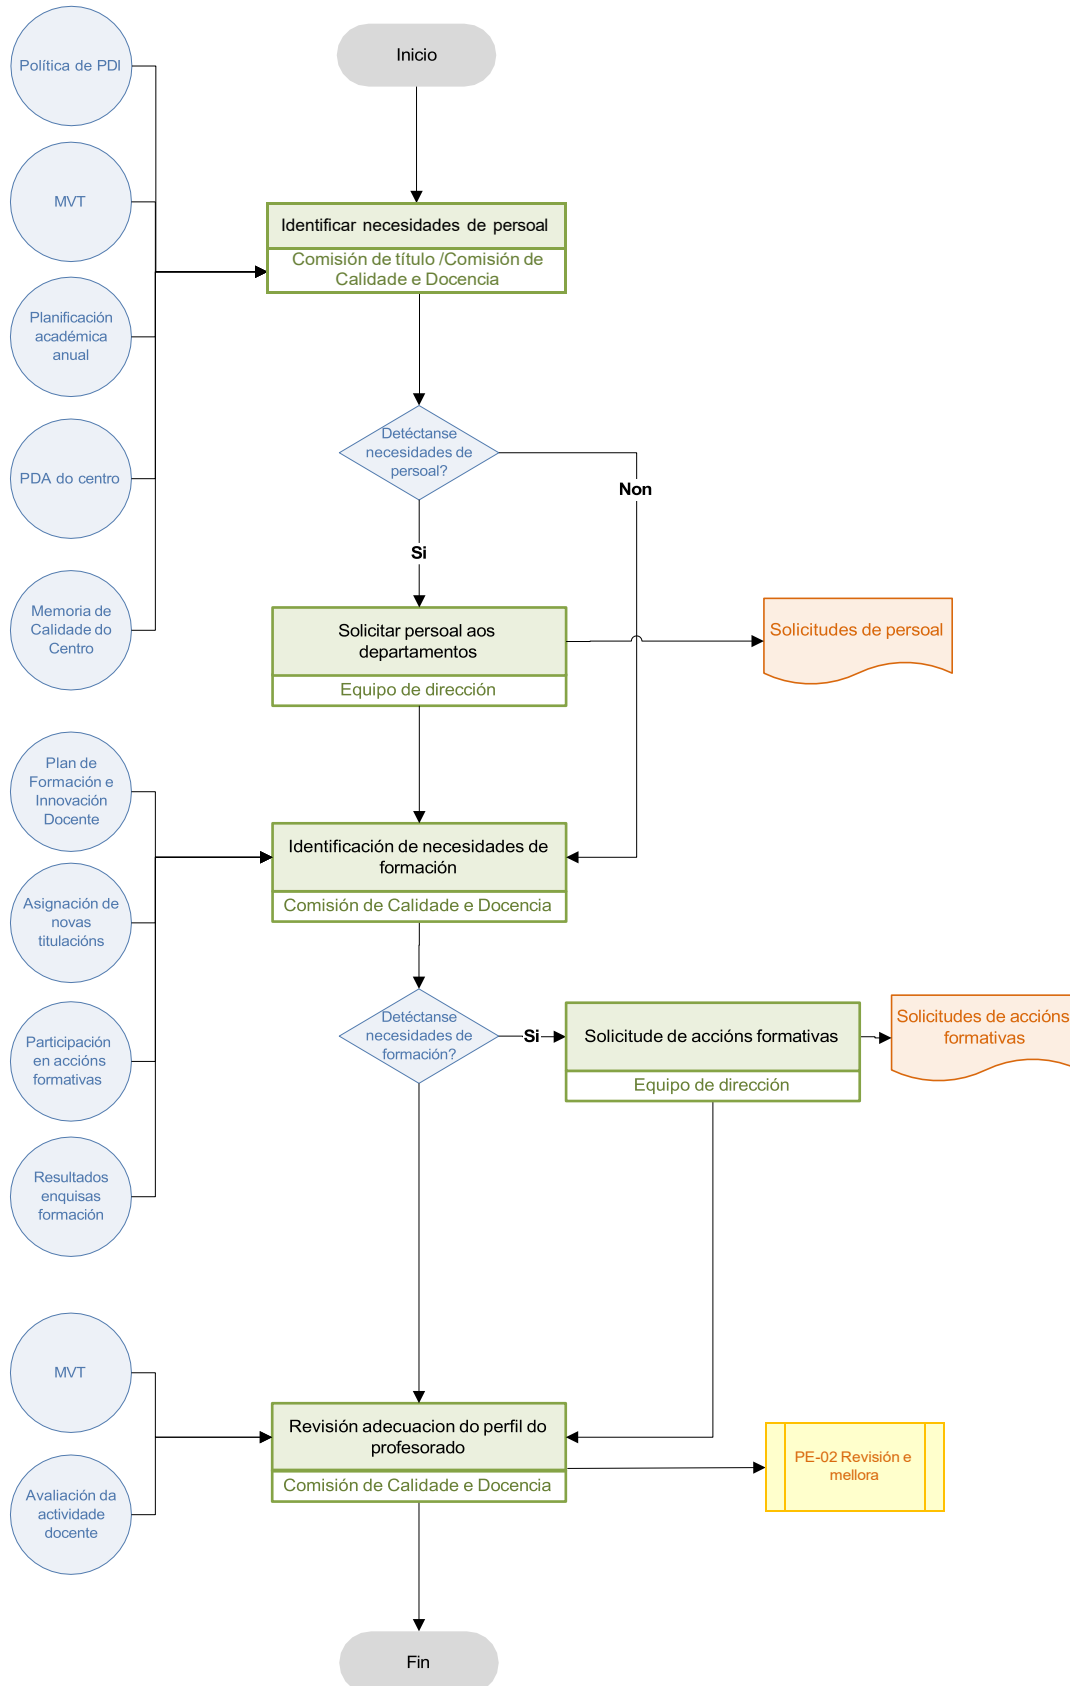 Política de PDI
Inicio
MVT
Identificar necesidades de persoal
Comisión de título /Comisión de
Calidade e Docencia
Planificación
académica
anual
Detéctanse
necesidades de
persoal?
PDA do centro
Non
Si
Memoria de
Calidade do
Centro
Solicitar persoal aos
departamentos
Equipo de dirección
Solicitudes de persoal
Plan de
Formación e
Innovación
Docente
Identificación de necesidades de
formación
Comisión de Calidade e Docencia
Asignación de
novas
titulacións
Participación
en accións
formativas
Detéctanse
necesidades de
formación?
Si
Solicitude de accións formativas
Equipo de dirección
Solicitudes de accións
formativas
Resultados
enquisas
formación
MVT
Revisión adecuacion do perfil do
profesorado
Comisión de Calidade e Docencia
PE-02 Revisión e
mellora
Avaliación da
actividade
docente
Fin